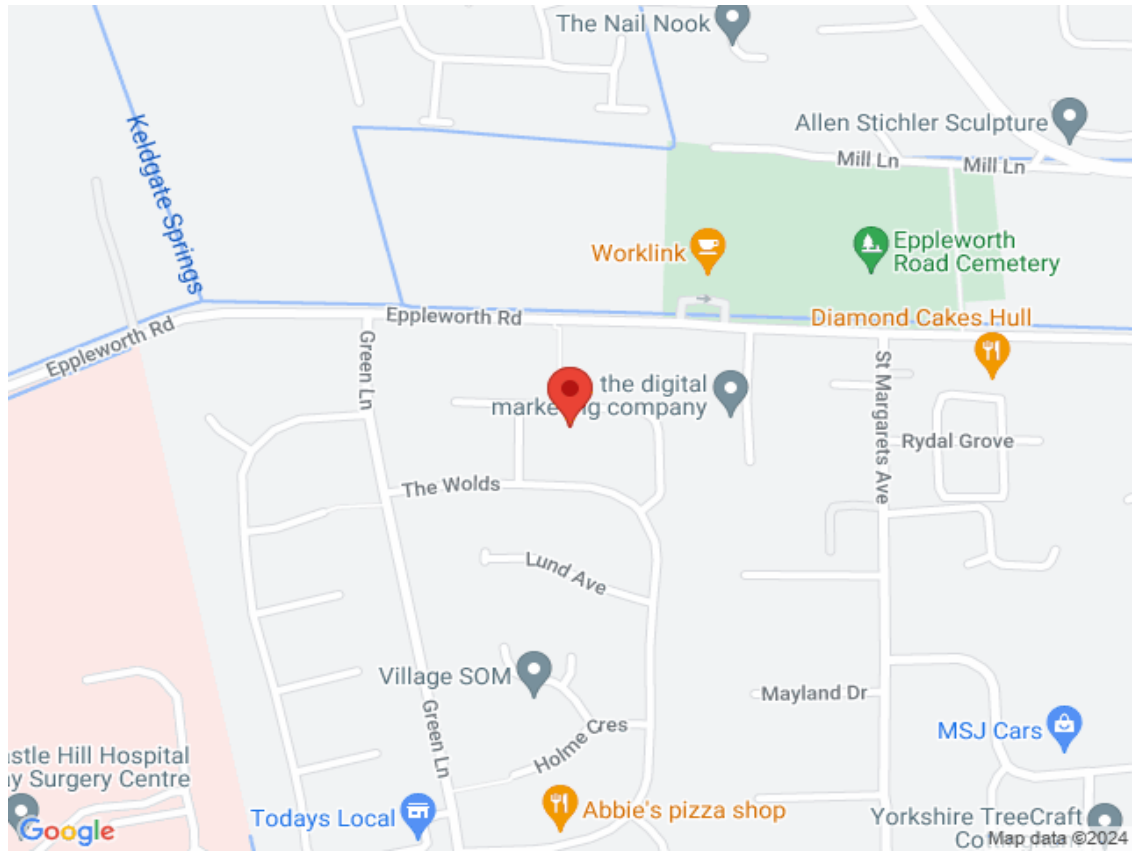 The Nail Nook
Allen Stichler Sculpture
Mill Ln
Mill Ln
Keldgate Springs
Worklink
Eppleworth
Road Cemetery
Eppleworth Rd
Eppleworth Rd
Diamond Cakes Hull
Green Ln
the digital
marketing company
St Margarets Ave
Rydal Grove
The Wolds
Lund Ave
Village SOM
Mayland Dr
Green Ln
MSJ Cars
Holme Cres
astle Hill Hospital
ay Surgery Centre
Todays Local
Abbie's pizza shop
Yorkshire TreeCraft
Google
Map data ©2024